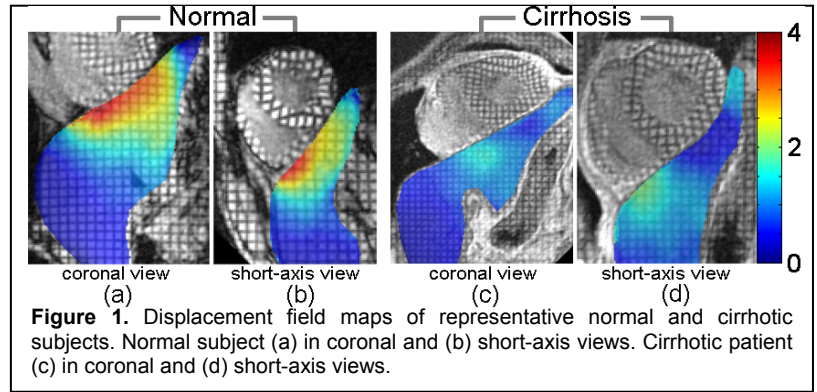 Normal Cirrhosis
4
2
0
coronal view short-axis view coronal view short-axis view
(a) (b) (c) (d)
Figure 1. Displacement field maps of representative normal and cirrhotic
subjects. Normal subject (a) in coronal and (b) short-axis views. Cirrhotic patient
(c) in coronal and (d) short-axis views.